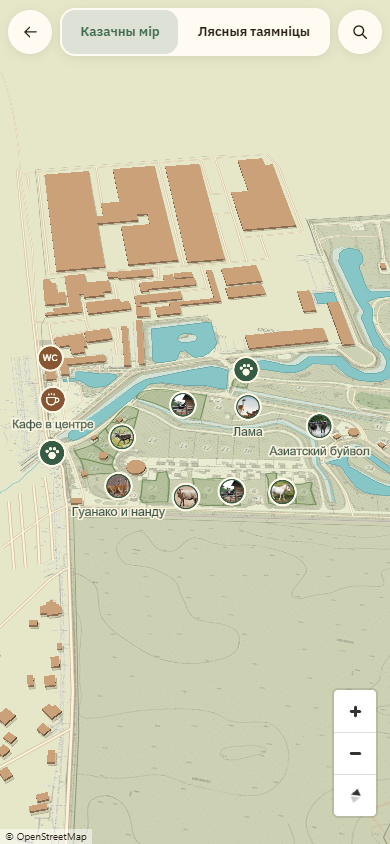 Казачны мір
Лясныя таямніцы
WC
Кафе в центре
Лама
Азиатский буйвол
Гуанако и нанду
© OpenStreetMap